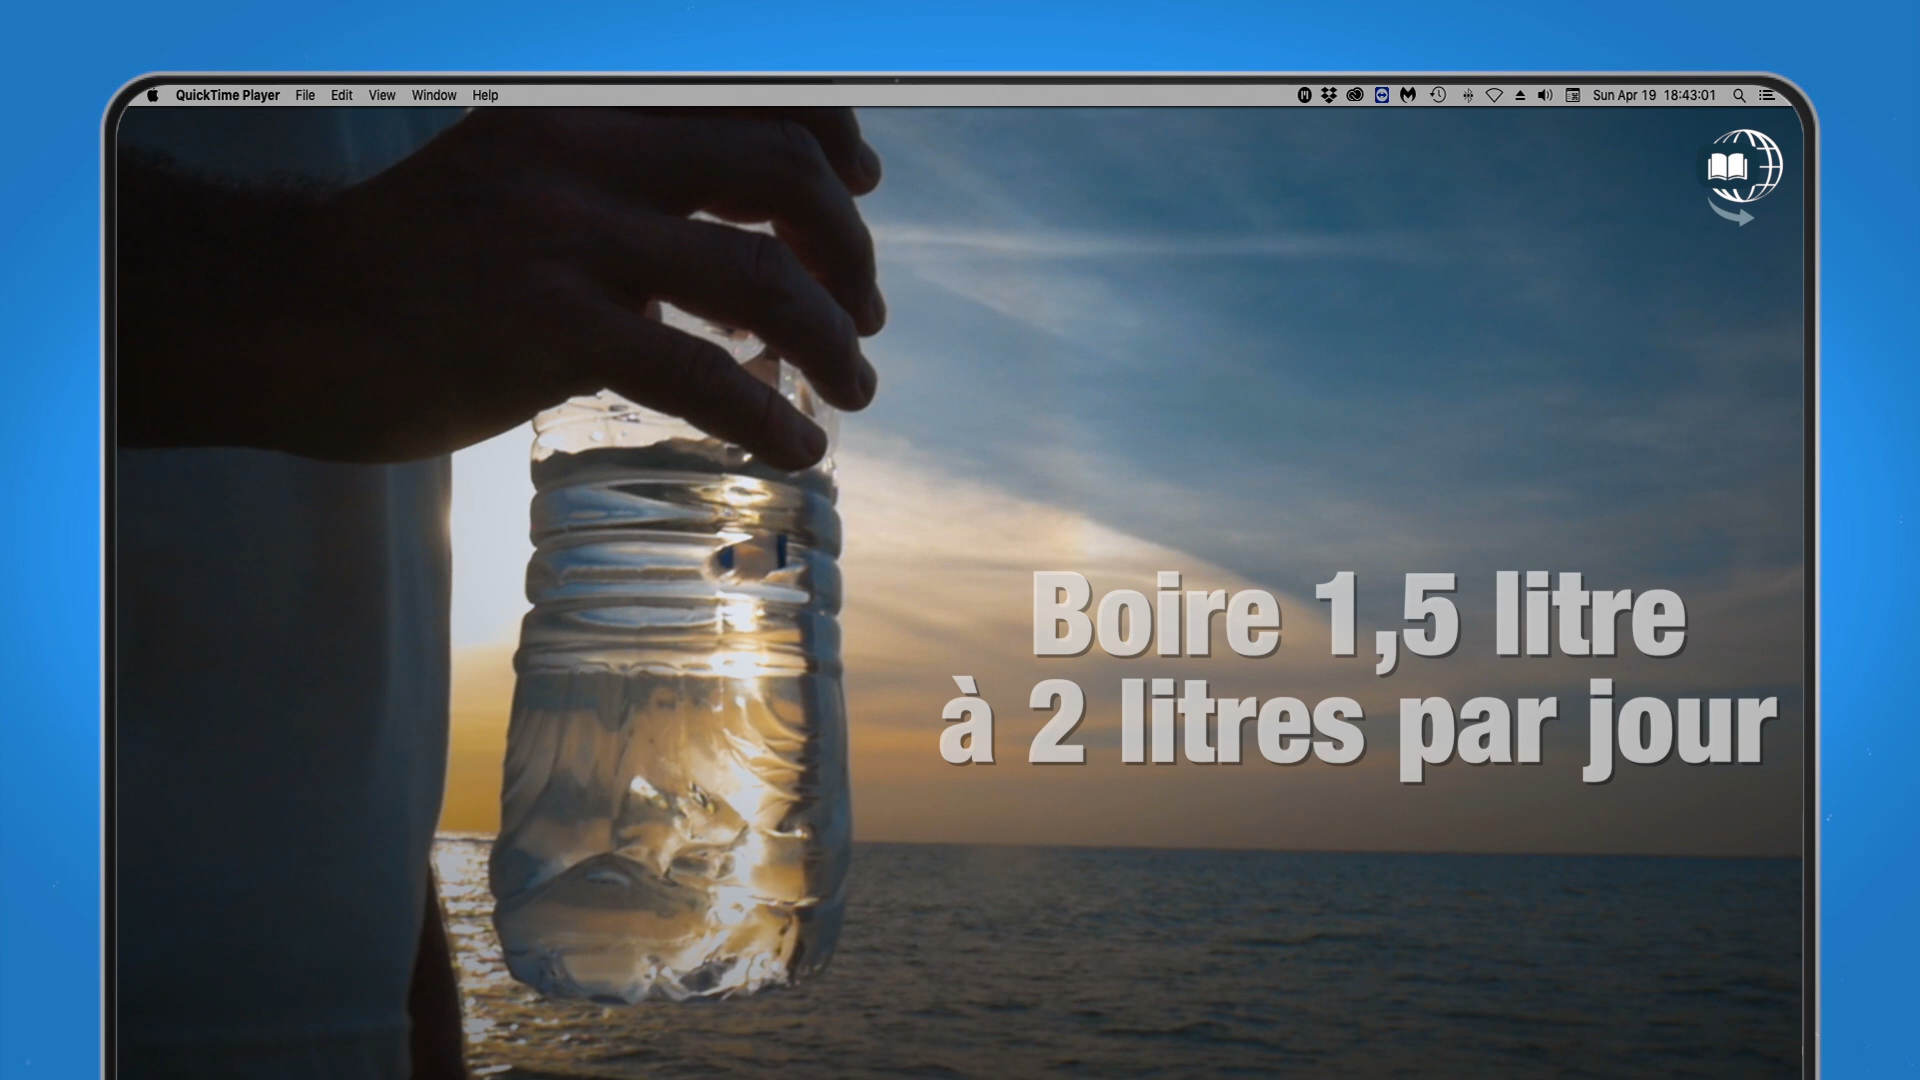 QuickTime Player File Edit View Window Help Sun Apr 19 18:43:01
Boire 1,5 litre
à 2 litres par jour